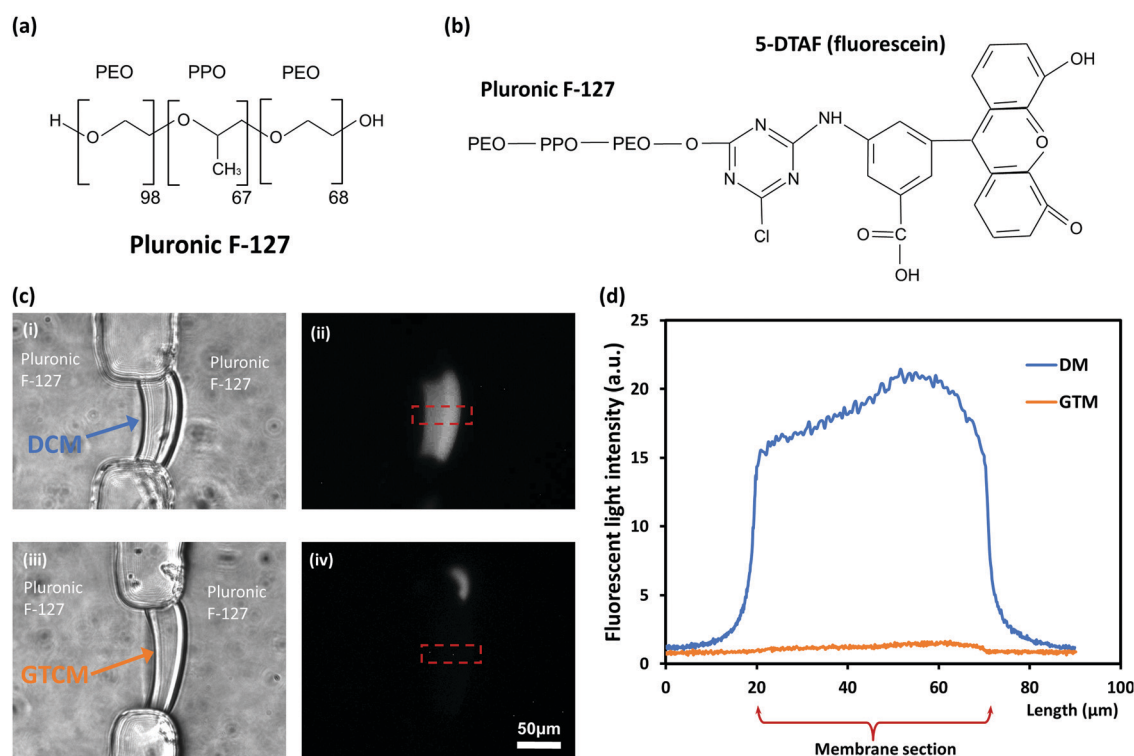 (a)
PEO PPO PEO
H O O O OH
CH₃
98 67 68
Pluronic F-127
(b)
5-DTAF (fluorescein)
Pluronic F-127
OH
PEO PPO PEO O N N N NH O
Cl
O C OH
O
(c)
(i)
Pluronic
F-127
Pluronic
F-127
DCM
(ii)
(iii)
Pluronic
F-127
Pluronic
F-127
GTCM
(iv)
50μm
(d)
Fluorescent light intensity (a.u.)
25
20
15
10
5
0
DM
GTM
0 20 40 60 80 100
Length (μm)
Membrane section